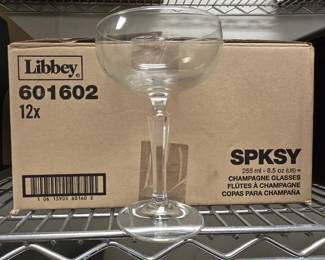 Libbey®
601602
12x
SPKSY
255 ml - 8.5 oz (US) =
CHAMPAGNE GLASSES
FLÛTES À CHAMPAGNE
COPAS PARA CHAMPAÑA